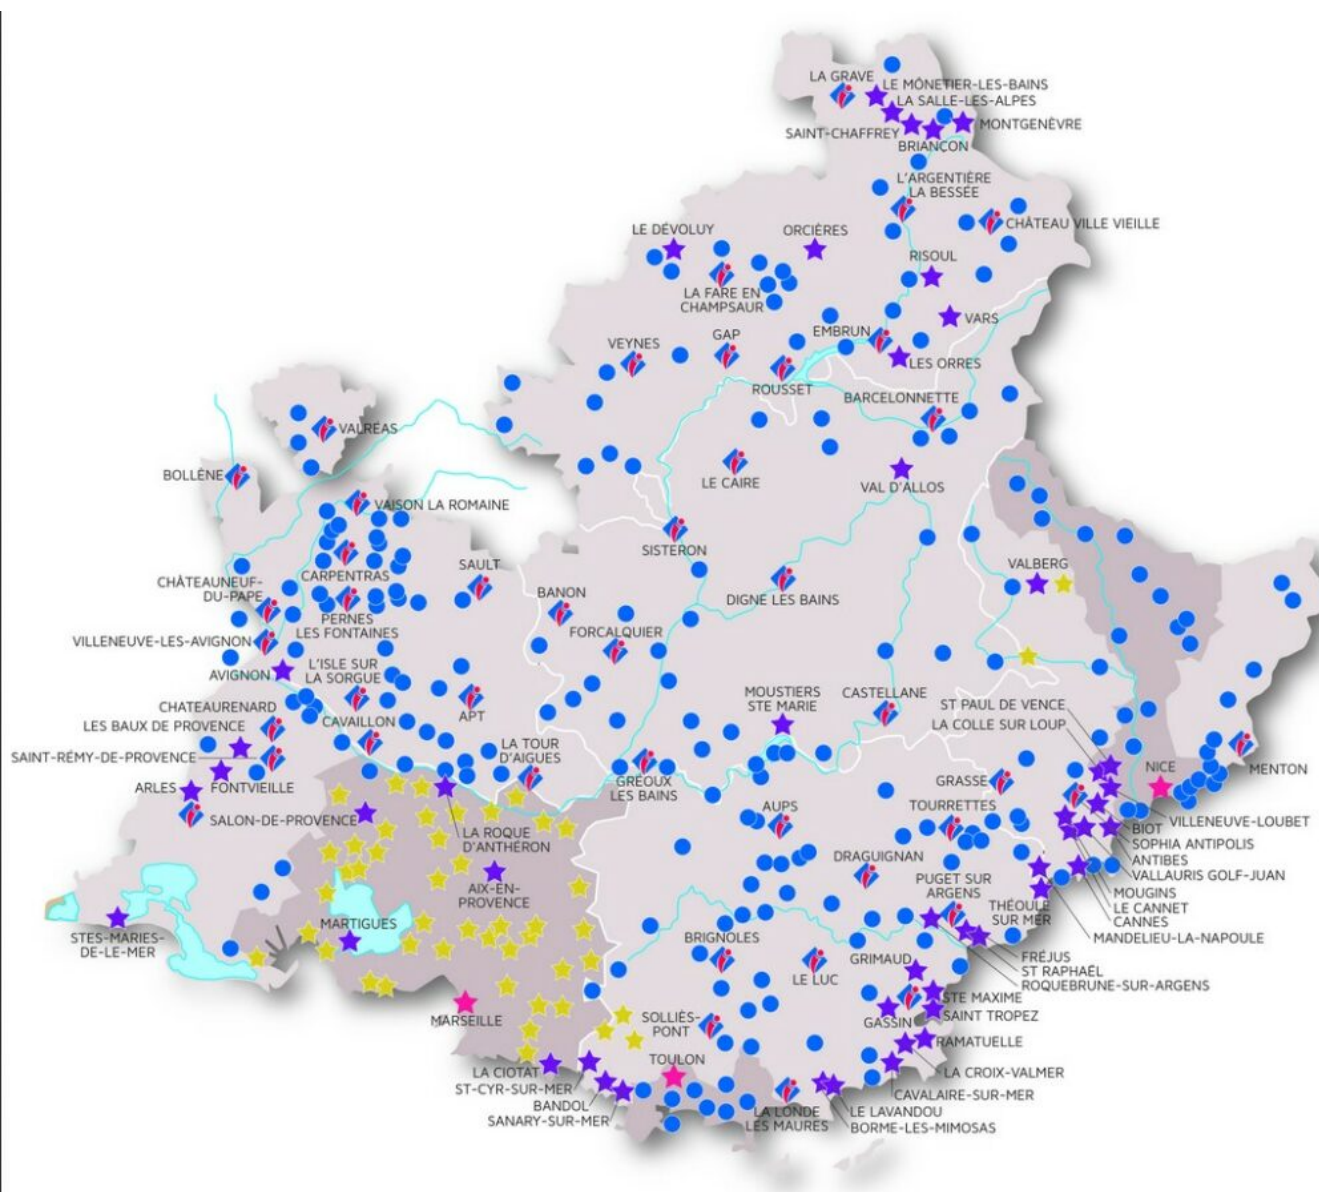 LA GRAVE
LE MÔNETIER-LES-BAINS
LA SALLE-LES-ALPES
SAINT-CHAFFREY
MONTGENÈVRE
BRIANÇON
L'ARGENTIÈRE
LA BESSÉE
CHÂTEAU VILLE VIEILLE
LE DÉVOLUY
ORCIÈRES
RISOUL
LA FARE EN
CHAMPSAUR
VARS
EMBRUN
GAP
VEYNES
LES ORRES
ROUSSET
BARCELONNETTE
VALRÉAS
BOLLÈNE
LE CAIRE
VAL D'ALLOS
VAISON LA ROMAINE
SISTERON
VALBERG
SAULT
CARPENTRAS
CHÂTEAUNEUF-
DU-PAPE
BANON
DIGNE LES BAINS
PERNES
LES FONTAINES
FORCALQUIER
VILLENEUVE-LES-AVIGNON
L'ISLE SUR
LA SORGUE
AVIGNON
MOUSTIERS
STE MARIE
CASTELLANE
CHATEAURENARD
APT
CAVAILLON
ST PAUL DE VENCE
LA COLLE SUR LOUP
LES BAUX DE PROVENCE
LA TOUR
D'AIGUES
SAINT-RÉMY-DE-PROVENCE
NICE
MENTON
GRÉOUX
LES BAINS
GRASSE
ARLES
FONTVIEILLE
AUPS
TOURRETTES
SALON-DE-PROVENCE
LA ROQUE
D'ANTHÉRON
VILLENEUVE-LOUBET
BIOT
SOPHIA ANTIPOLIS
ANTIBES
VALLAURIS GOLF-JUAN
MOUGINS
LE CANNET
CANNES
MANDELIEU-LA-NAPOULE
DRAGUIGNAN
PUGET SUR
ARGENS
THÉOULE
SUR MER
AIX-EN-
PROVENCE
MARTIGUES
STES-MARIES-
DE-LE-MER
BRIGNOLES
LE LUC
GRIMAUD
FRÉJUS
ST RAPHAËL
ROQUEBRUNE-SUR-ARGENS
STE MAXIME
SAINT TROPEZ
GASSIN
MARSEILLE
SOLLIÈS-
PONT
RAMATUELLE
TOULON
LA CIOTAT
ST-CYR-SUR-MER
BANDOL
SANARY-SUR-MER
LA CROIX-VALMER
CAVALAIRE-SUR-MER
LA LONDE
LES MAURES
LE LAVANDOU
BORME-LES-MIMOSAS